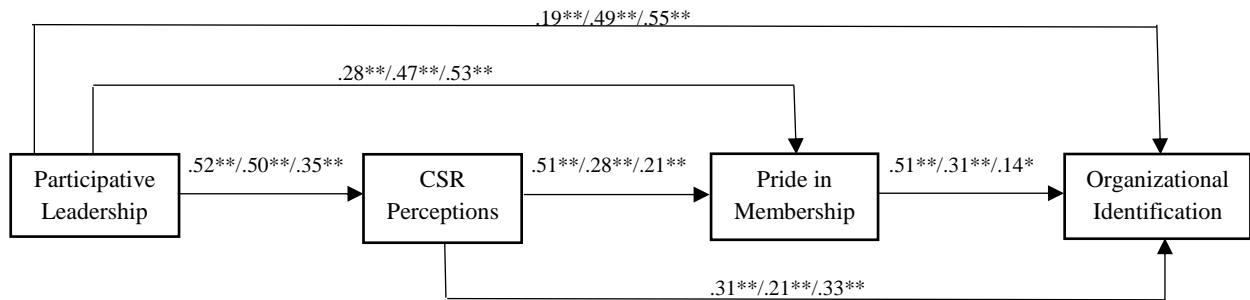 .19**/.49**/.55**
.28**/.47**/.53**
.52**/.50**/.35**
.51**/.28**/.21**
.51**/.31**/.14*
Participative
Leadership
CSR
Perceptions
Pride in
Membership
Organizational
Identification
.31**/.21**/.33**